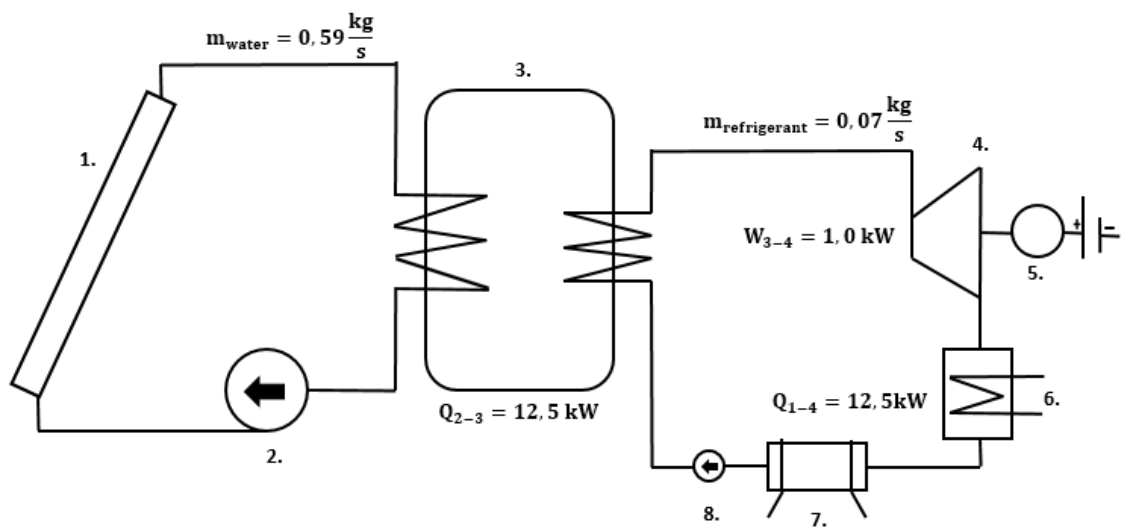 m_water = 0,59 kg/s
3.
m_refrigerant = 0,07 kg/s
4.
1.
W_3-4 = 1,0 kW
+ -
5.
Q_2-3 = 12,5 kW
Q_1-4 = 12,5kW
6.
2.
8.
7.